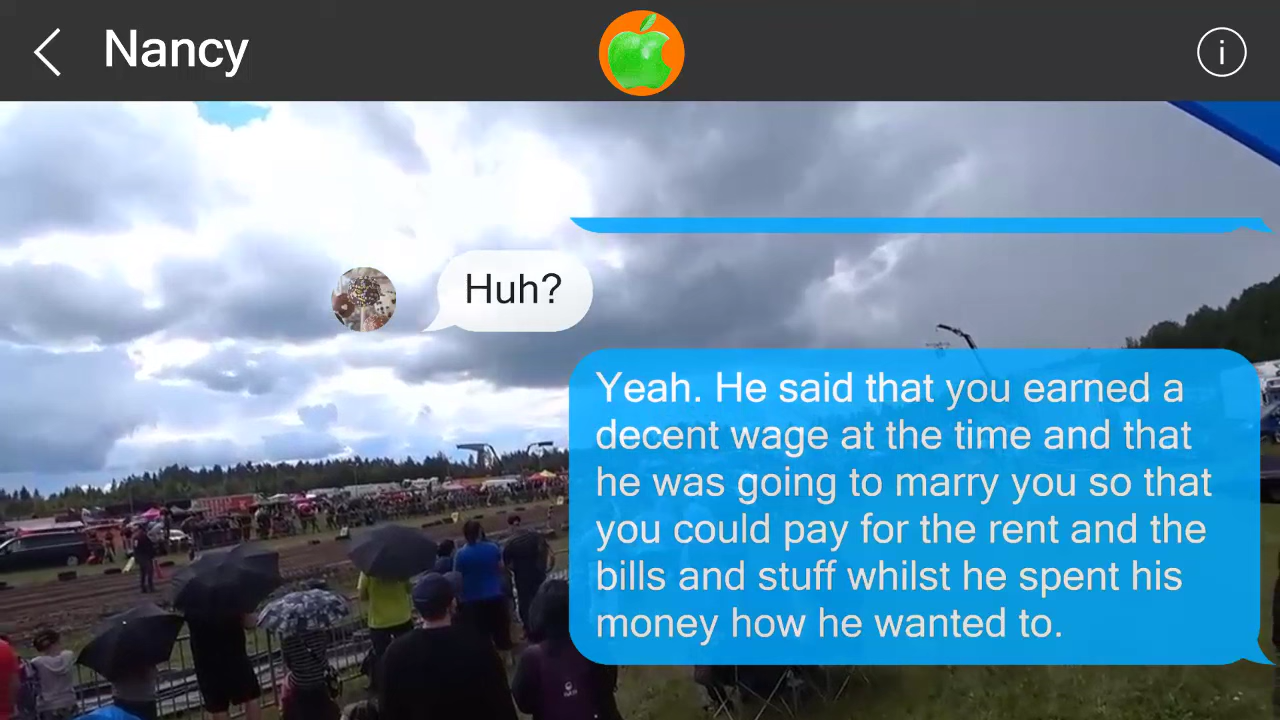 Nancy
Huh?
Yeah. He said that you earned a
decent wage at the time and that
he was going to marry you so that
you could pay for the rent and the
bills and stuff whilst he spent his
money how he wanted to.